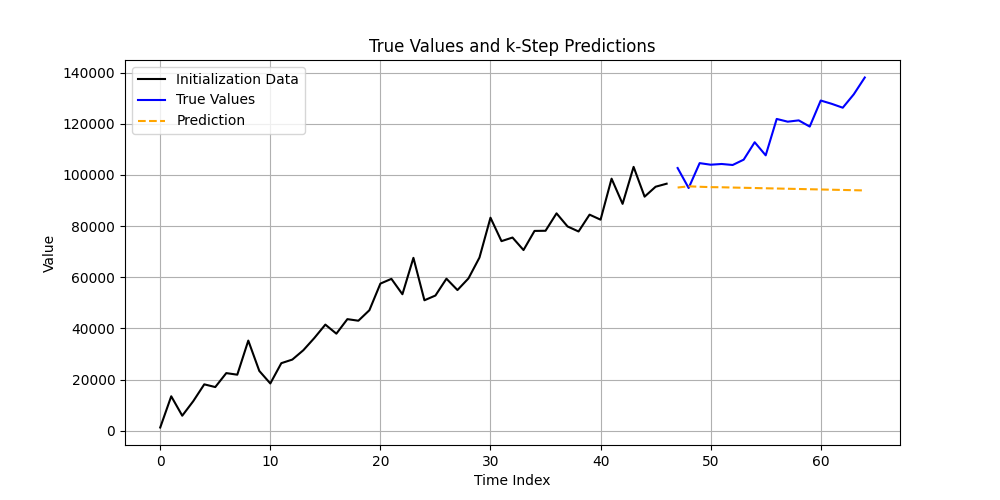 True Values and k-Step Predictions
Initialization Data
True Values
Prediction
140000
120000
100000
80000
60000
40000
20000
0
Value
0 10 20 30 40 50 60
Time Index